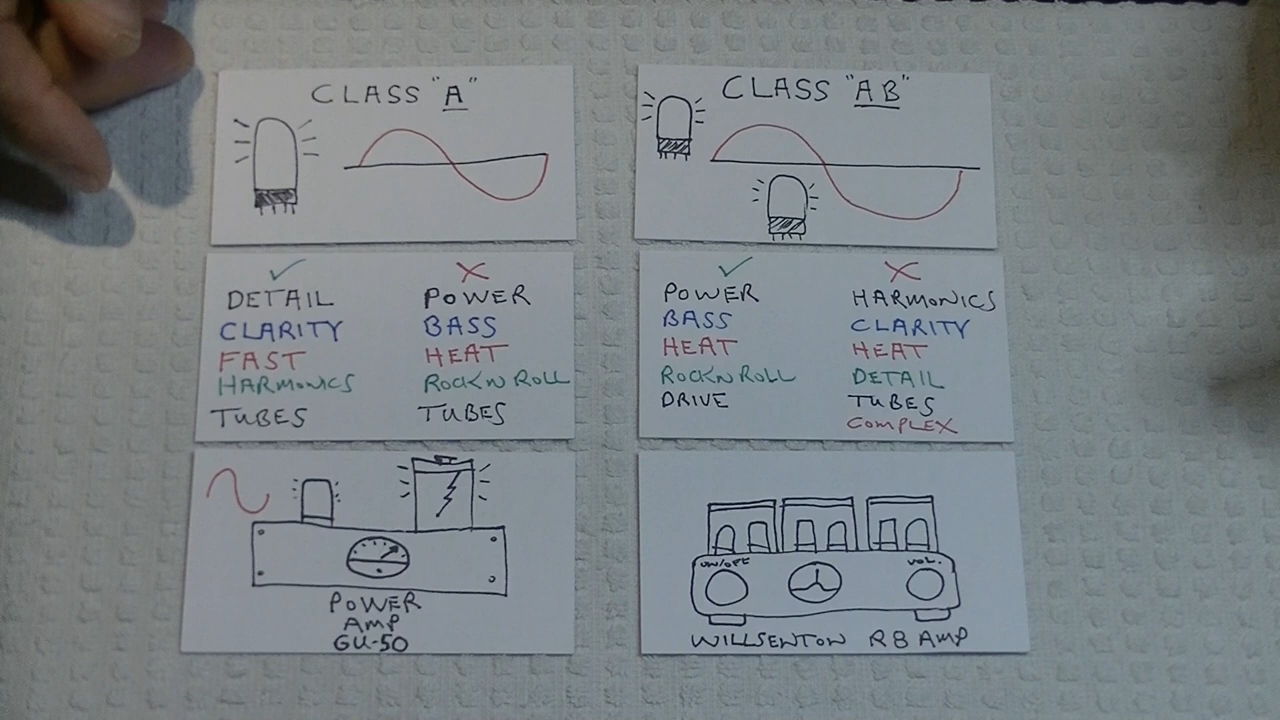 CLASS "A"
✓ X
DETAIL POWER
CLARITY BASS
FAST HEAT
HARMONICS ROCK N ROLL
TUBES TUBES
POWER
AMP
GU-50
CLASS "AB"
✓ X
POWER HARMONICS
BASS CLARITY
HEAT HEAT
ROCK N ROLL DETAIL
DRIVE TUBES
COMPLEX
ON/OFF VOL.
WILLSENTON R8 AMP